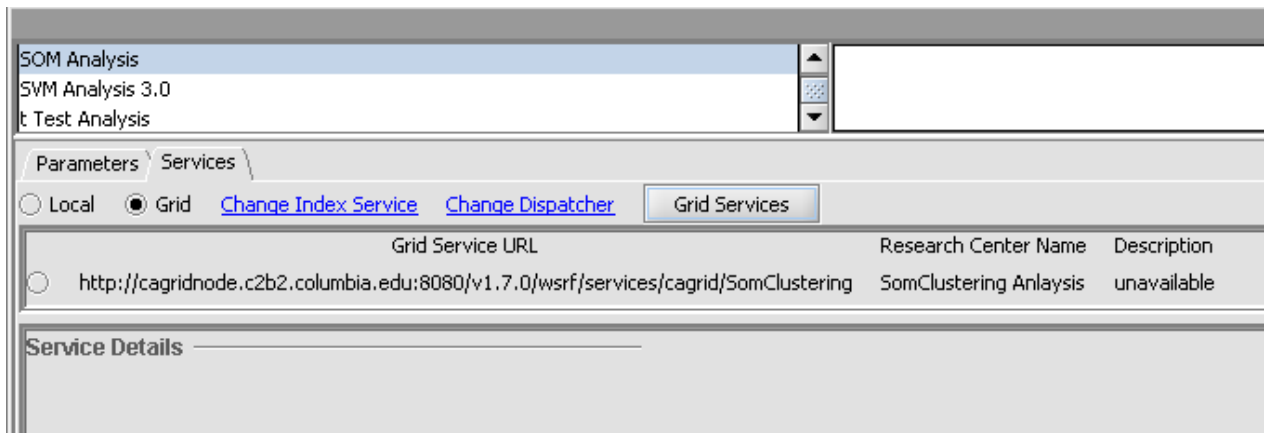 SOM Analysis
SVM Analysis 3.0
t Test Analysis
Parameters Services
Local Grid Change Index Service Change Dispatcher Grid Services
Grid Service URL Research Center Name Description
http://cagridnode.c2b2.columbia.edu:8080/v1.7.0/wsrf/services/cagrid/SomClustering SomClustering Anlaysis unavailable
Service Details